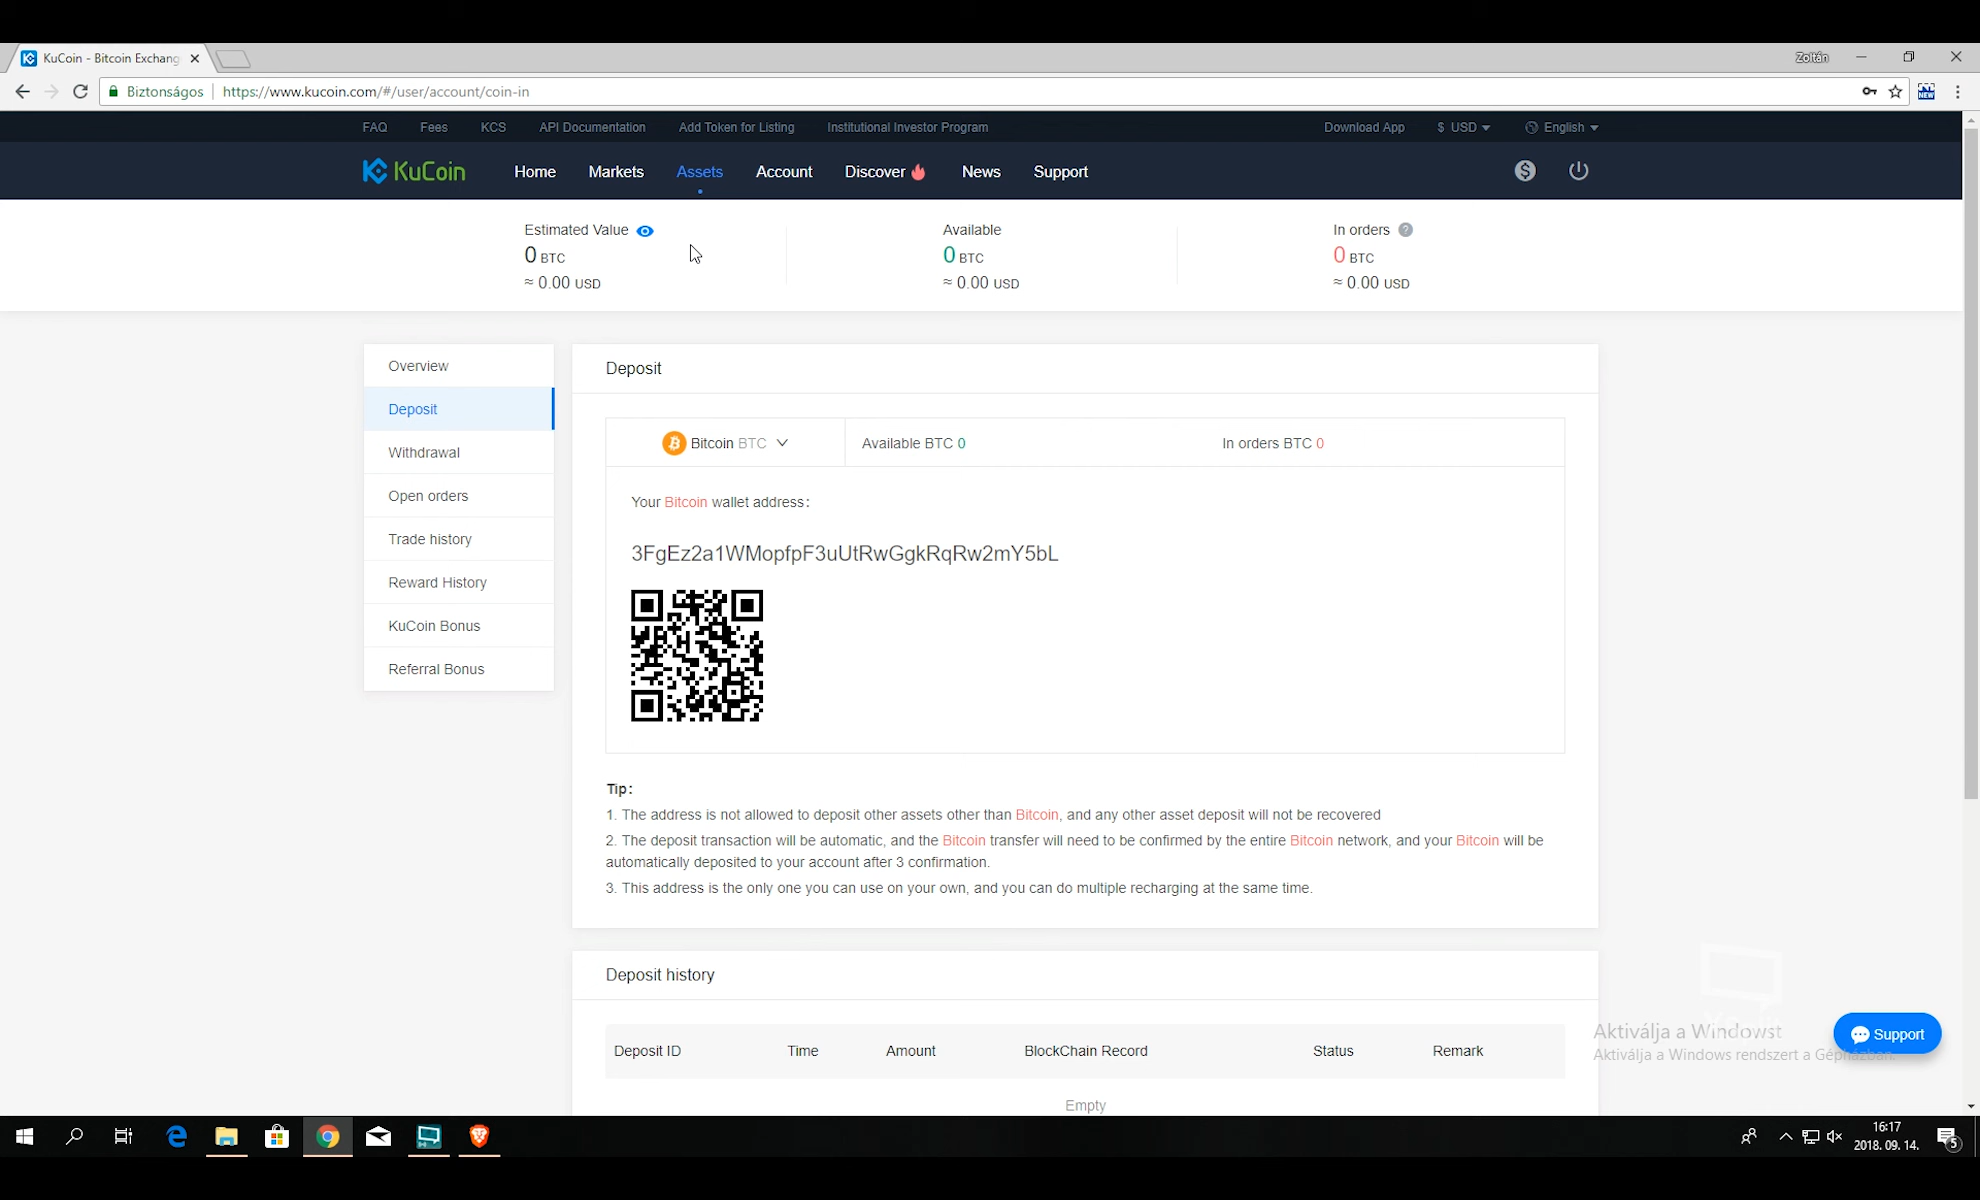 KuCoin - Bitcoin Exchang
Zoltán
Biztonságos
https://www.kucoin.com/#/user/account/coin-in
NEW
FAQ Fees KCS API Documentation Add Token for Listing Institutional Investor Program Download App $ USD English
KuCoin Home Markets Assets Account Discover News Support
Estimated Value Available In orders
0 BTC 0 BTC 0 BTC
≈ 0.00 USD ≈ 0.00 USD ≈ 0.00 USD
Overview
Deposit
Withdrawal
Open orders
Trade history
Reward History
KuCoin Bonus
Referral Bonus
Deposit
Bitcoin BTC Available BTC 0 In orders BTC 0
Your Bitcoin wallet address:
3FgEz2a1WMopfpF3uUtRwGgkRqRw2mY5bL
Tip:
1. The address is not allowed to deposit other assets other than Bitcoin, and any other asset deposit will not be recovered
2. The deposit transaction will be automatic, and the Bitcoin transfer will need to be confirmed by the entire Bitcoin network, and your Bitcoin will be
automatically deposited to your account after 3 confirmation.
3. This address is the only one you can use on your own, and you can do multiple recharging at the same time.
Deposit history
Deposit ID Time Amount BlockChain Record Status Remark
Empty
Aktiválja a Windowst
Aktiválja a Windows rendszert a Gépházban.
Support
16:17
2018. 09. 14.
5